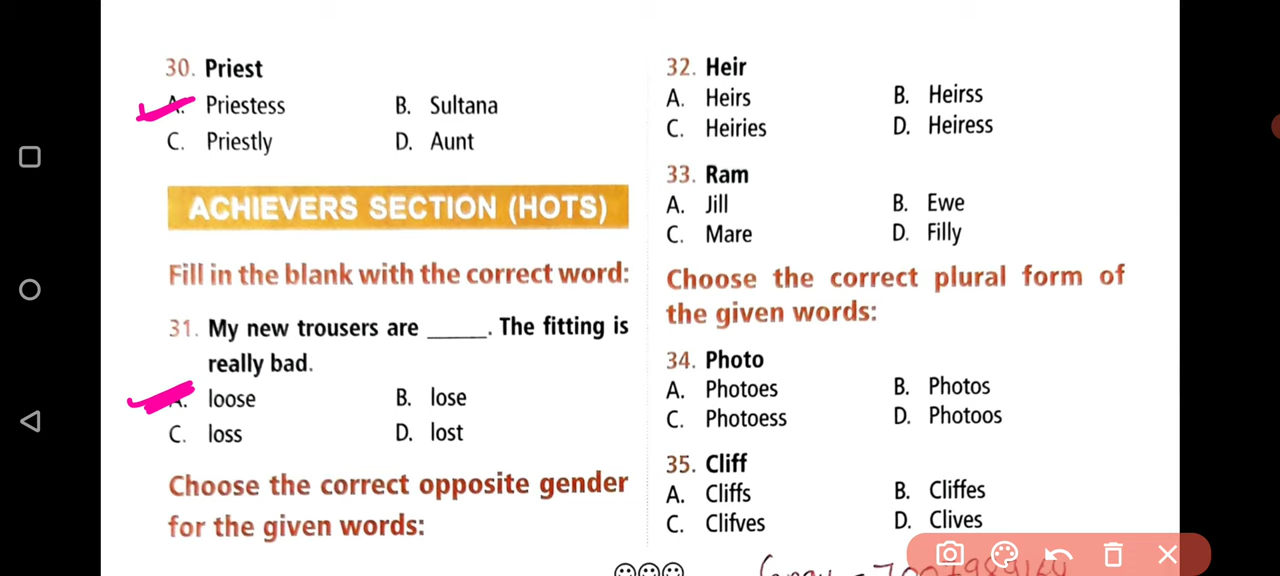 30. Priest
A. Priestess B. Sultana
C. Priestly D. Aunt
ACHIEVERS SECTION (HOTS)
Fill in the blank with the correct word:
31. My new trousers are _____. The fitting is
really bad.
A. loose B. lose
C. loss D. lost
Choose the correct opposite gender
for the given words:
32. Heir
A. Heirs B. Heirss
C. Heiries D. Heiress
33. Ram
A. Jill B. Ewe
C. Mare D. Filly
Choose the correct plural form of
the given words:
34. Photo
A. Photoes B. Photos
C. Photoess D. Photoos
35. Cliff
A. Cliffs B. Cliffes
C. Clifves D. Clives